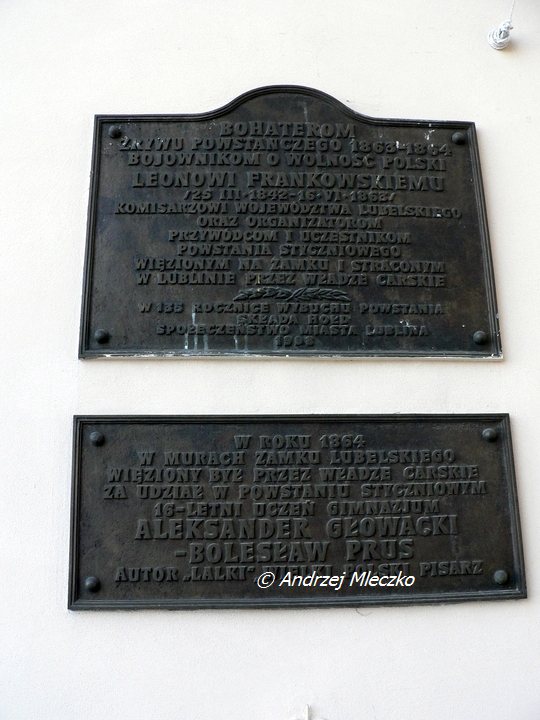 BOHATEROM
ZRYWU POWSTAŃCZEGO 1863-1864
BOJOWNIKOM O WOLNOŚĆ POLSKI
LEONOWI FRANKOWSKIEMU
/25 III·1842-16·VI·1863/
KOMISARZOWI WOJEWÓDZTWA LUBELSKIEGO
ORAZ ORGANIZATOROM
PRZYWÓDCOM I UCZESTNIKOM
POWSTANIA STYCZNIOWEGO
WIĘZIONYM NA ZAMKU I STRACONYM
W LUBLINIE PRZEZ WŁADZE CARSKIE
W 135 ROCZNICĘ WYBUCHU POWSTANIA
SKŁADA HOŁD
SPOŁECZEŃSTWO MIASTA LUBLINA
1998
W ROKU 1864
W MURACH ZAMKU LUBELSKIEGO
WIĘZIONY BYŁ PRZEZ WŁADZE CARSKIE
ZA UDZIAŁ W POWSTANIU STYCZNIOWYM
16-LETNI UCZEŃ GIMNAZJUM
ALEKSANDER GŁOWACKI
-BOLESŁAW PRUS
AUTOR „LALKI" WIELKI POLSKI PISARZ
© Andrzej Mleczko